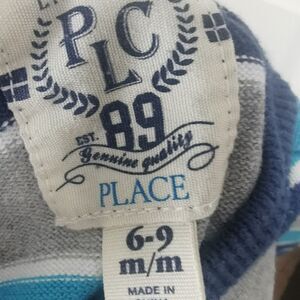 PLC
EST. 89
Genuine quality
PLACE
6-9
m/m
MADE IN